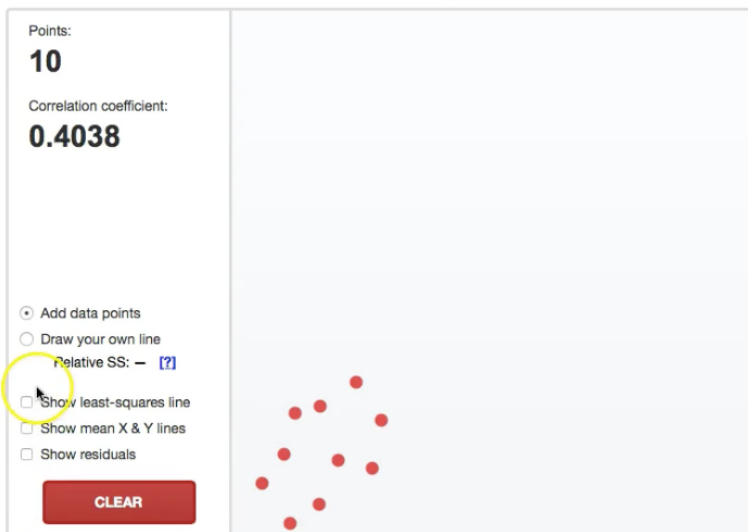 Points:
10
Correlation coefficient:
0.4038
Add data points
Draw your own line
Relative SS: – [?]
Show least-squares line
Show mean X & Y lines
Show residuals
CLEAR